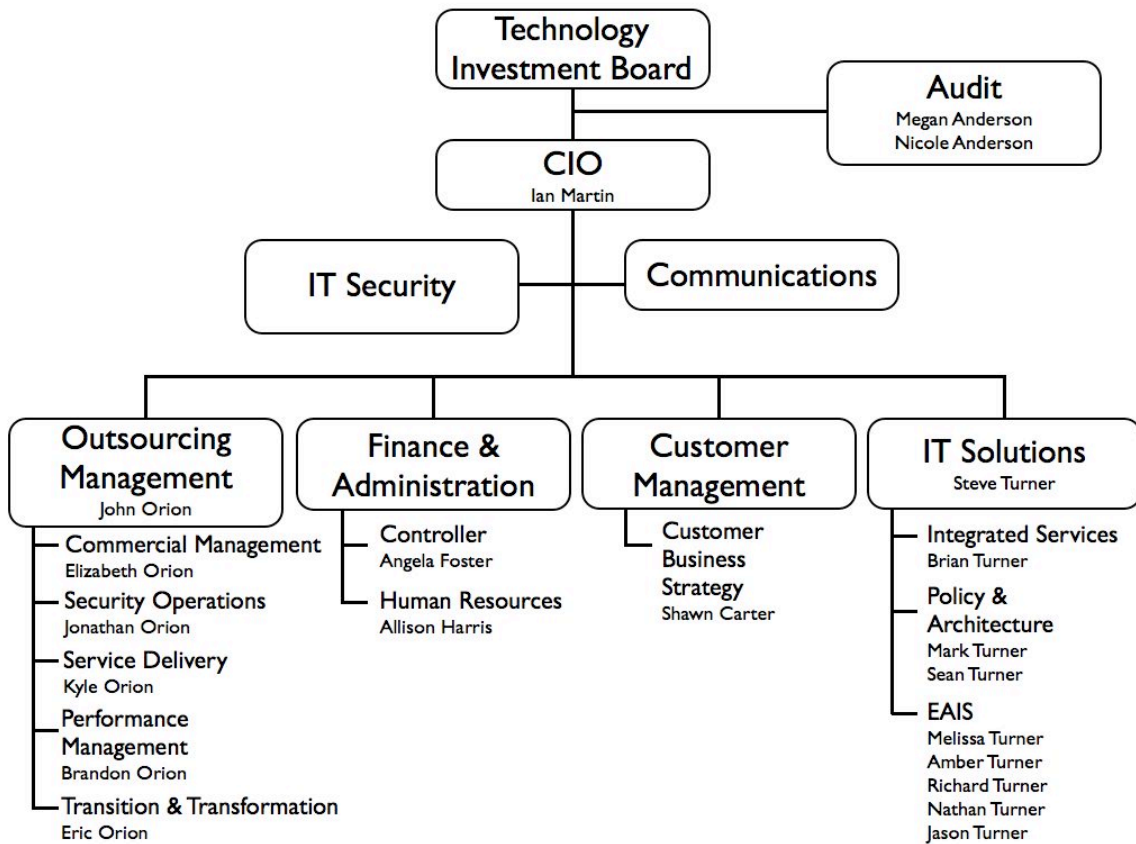 Technology
Investment Board
Audit
Megan Anderson
Nicole Anderson
CIO
Ian Martin
IT Security
Communications
Outsourcing
Management
John Orion
Commercial Management
Elizabeth Orion
Security Operations
Jonathan Orion
Service Delivery
Kyle Orion
Performance
Management
Brandon Orion
Transition & Transformation
Eric Orion
Finance &
Administration
Controller
Angela Foster
Human Resources
Allison Harris
Customer
Management
Customer
Business
Strategy
Shawn Carter
IT Solutions
Steve Turner
Integrated Services
Brian Turner
Policy &
Architecture
Mark Turner
Sean Turner
EAIS
Melissa Turner
Amber Turner
Richard Turner
Nathan Turner
Jason Turner